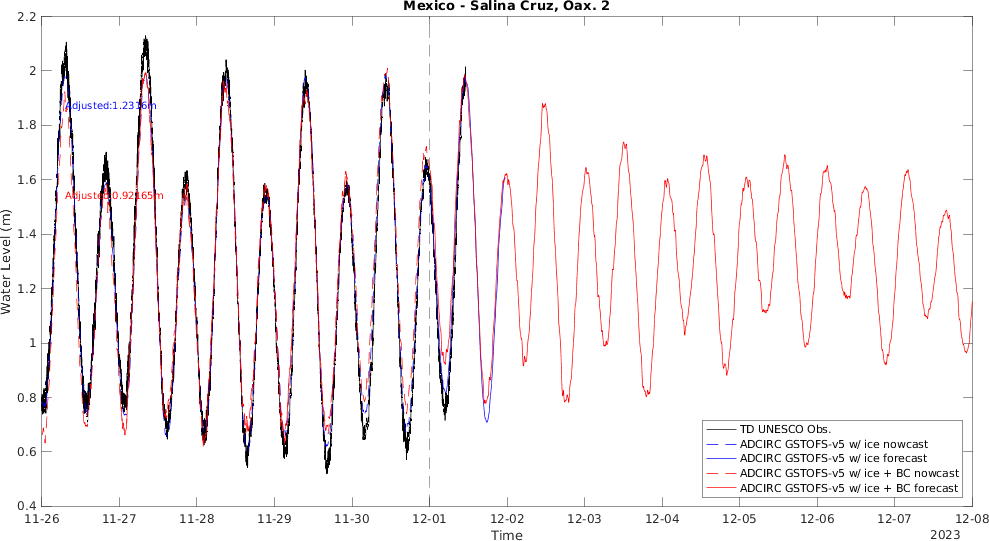 Mexico - Salina Cruz, Oax. 2
2.2
2
1.8
1.6
1.4
1.2
1
0.8
0.6
0.4
Water Level (m)
Adjusted:1.2316m
Adjusted:0.92165m
TD UNESCO Obs.
ADCIRC GSTOFS-v5 w/ ice nowcast
ADCIRC GSTOFS-v5 w/ ice forecast
ADCIRC GSTOFS-v5 w/ ice + BC nowcast
ADCIRC GSTOFS-v5 w/ ice + BC forecast
11-26 11-27 11-28 11-29 11-30 12-01 12-02 12-03 12-04 12-05 12-06 12-07 12-08
Time
2023